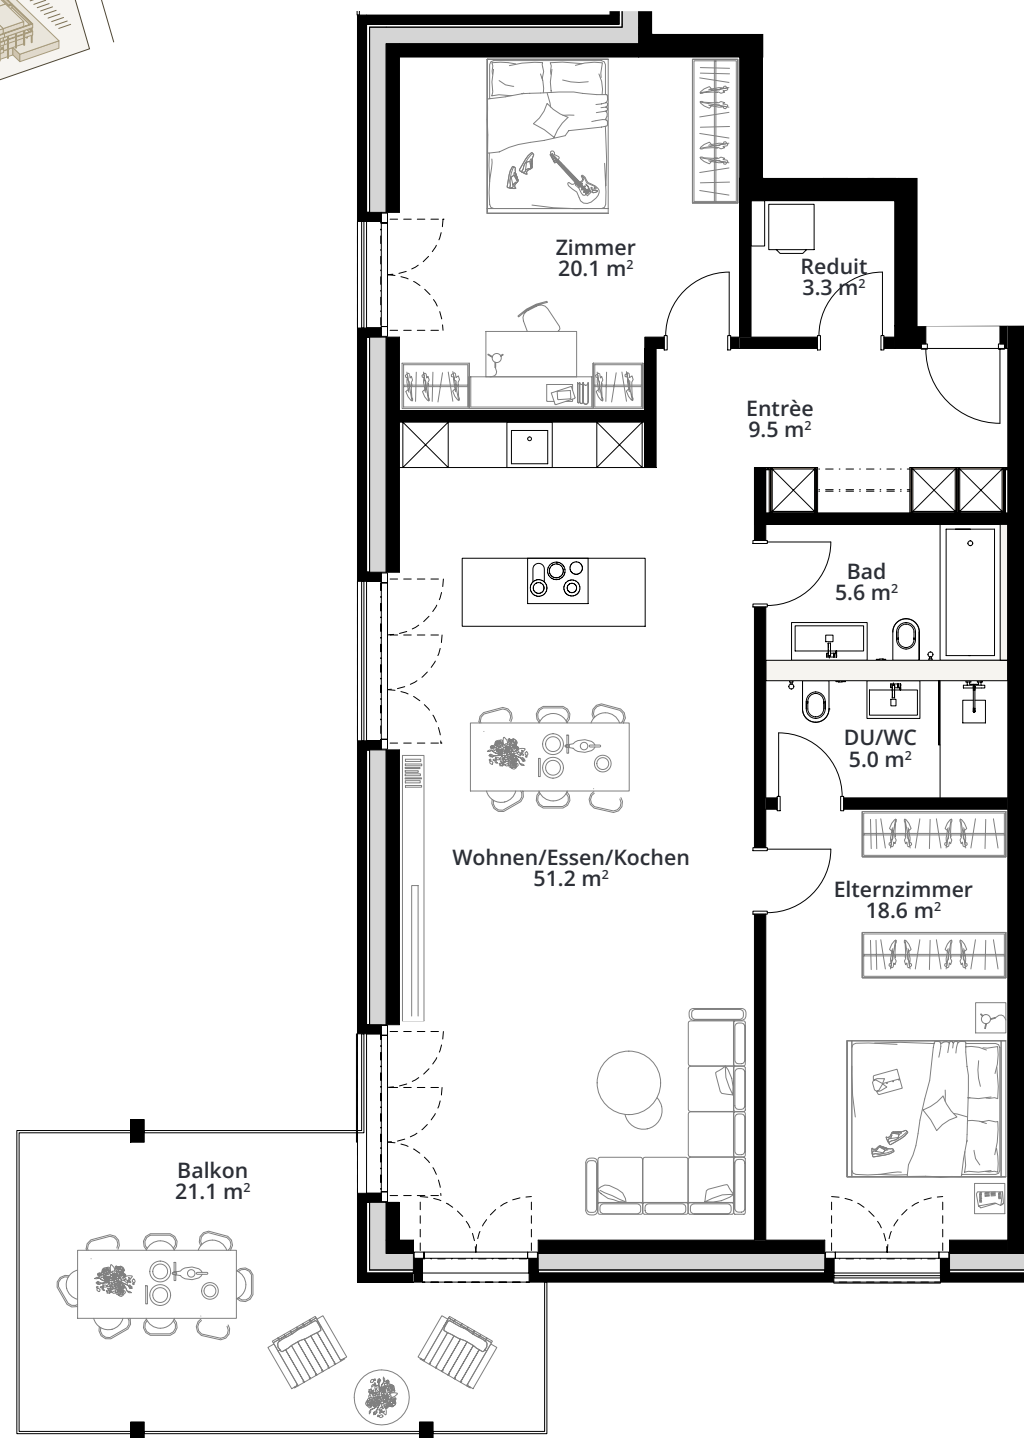 Zimmer
20.1 m²
Reduit
3.3 m²
Entrèe
9.5 m²
Bad
5.6 m²
DU/WC
5.0 m²
Wohnen/Essen/Kochen
51.2 m²
Elternzimmer
18.6 m²
Balkon
21.1 m²